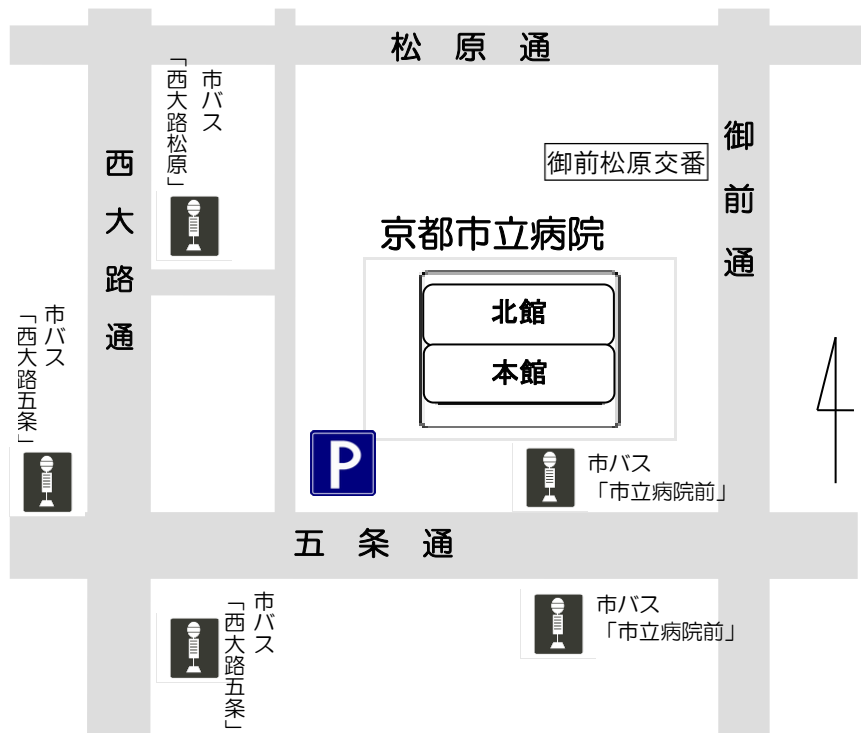 松原通
市バス
「西大路松原」
御前松原交番
御前通
西大路通
京都市立病院
北館
本館
市バス
「西大路五条」
P
市バス
「市立病院前」
五条通
市バス
「西大路五条」
市バス
「市立病院前」